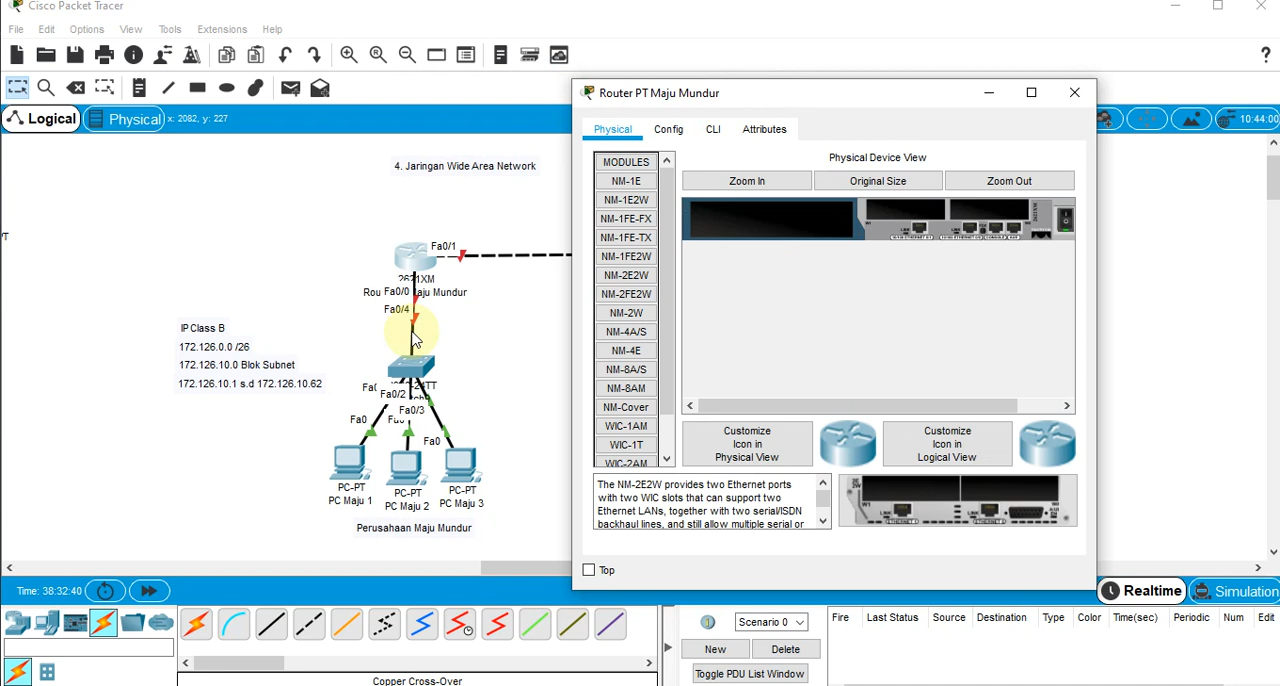 Cisco Packet Tracer
File Edit Options View Tools Extensions Help
?
Logical Physical x: 2082, y: 227
10:44:00
4. Jaringan Wide Area Network
PT
Fa0/1
2621XM
Fa0/0
Maju Mundur
Fa0/4
IP Class B
172.126.0.0 /26
172.126.10.0 Blok Subnet
172.126.10.1 s.d 172.126.10.62
Fa0/2
Fa0/3
Fa0
Fa0
PC-PT
PC Maju 1
PC-PT
PC Maju 2
PC-PT
PC Maju 3
Perusahaan Maju Mundur
Router PT Maju Mundur
Physical Config CLI Attributes
MODULES
NM-1E
NM-1E2W
NM-1FE-FX
NM-1FE-TX
NM-1FE2W
NM-2E2W
NM-2FE2W
NM-2W
NM-4A/S
NM-4E
NM-8A/S
NM-8AM
NM-Cover
WIC-1AM
WIC-1T
WIC-2AM
Physical Device View
Zoom In Original Size Zoom Out
Customize
Icon in
Physical View
Customize
Icon in
Logical View
The NM-2E2W provides two Ethernet ports
with two WIC slots that can support two
Ethernet LANs, together with two serial/ISDN
backhaul lines, and still allow multiple serial or
Top
Time: 38:32:40
Realtime Simulation
Copper Cross-Over
Scenario 0
New Delete
Toggle PDU List Window
Fire Last Status Source Destination Type Color Time(sec) Periodic Num Edit